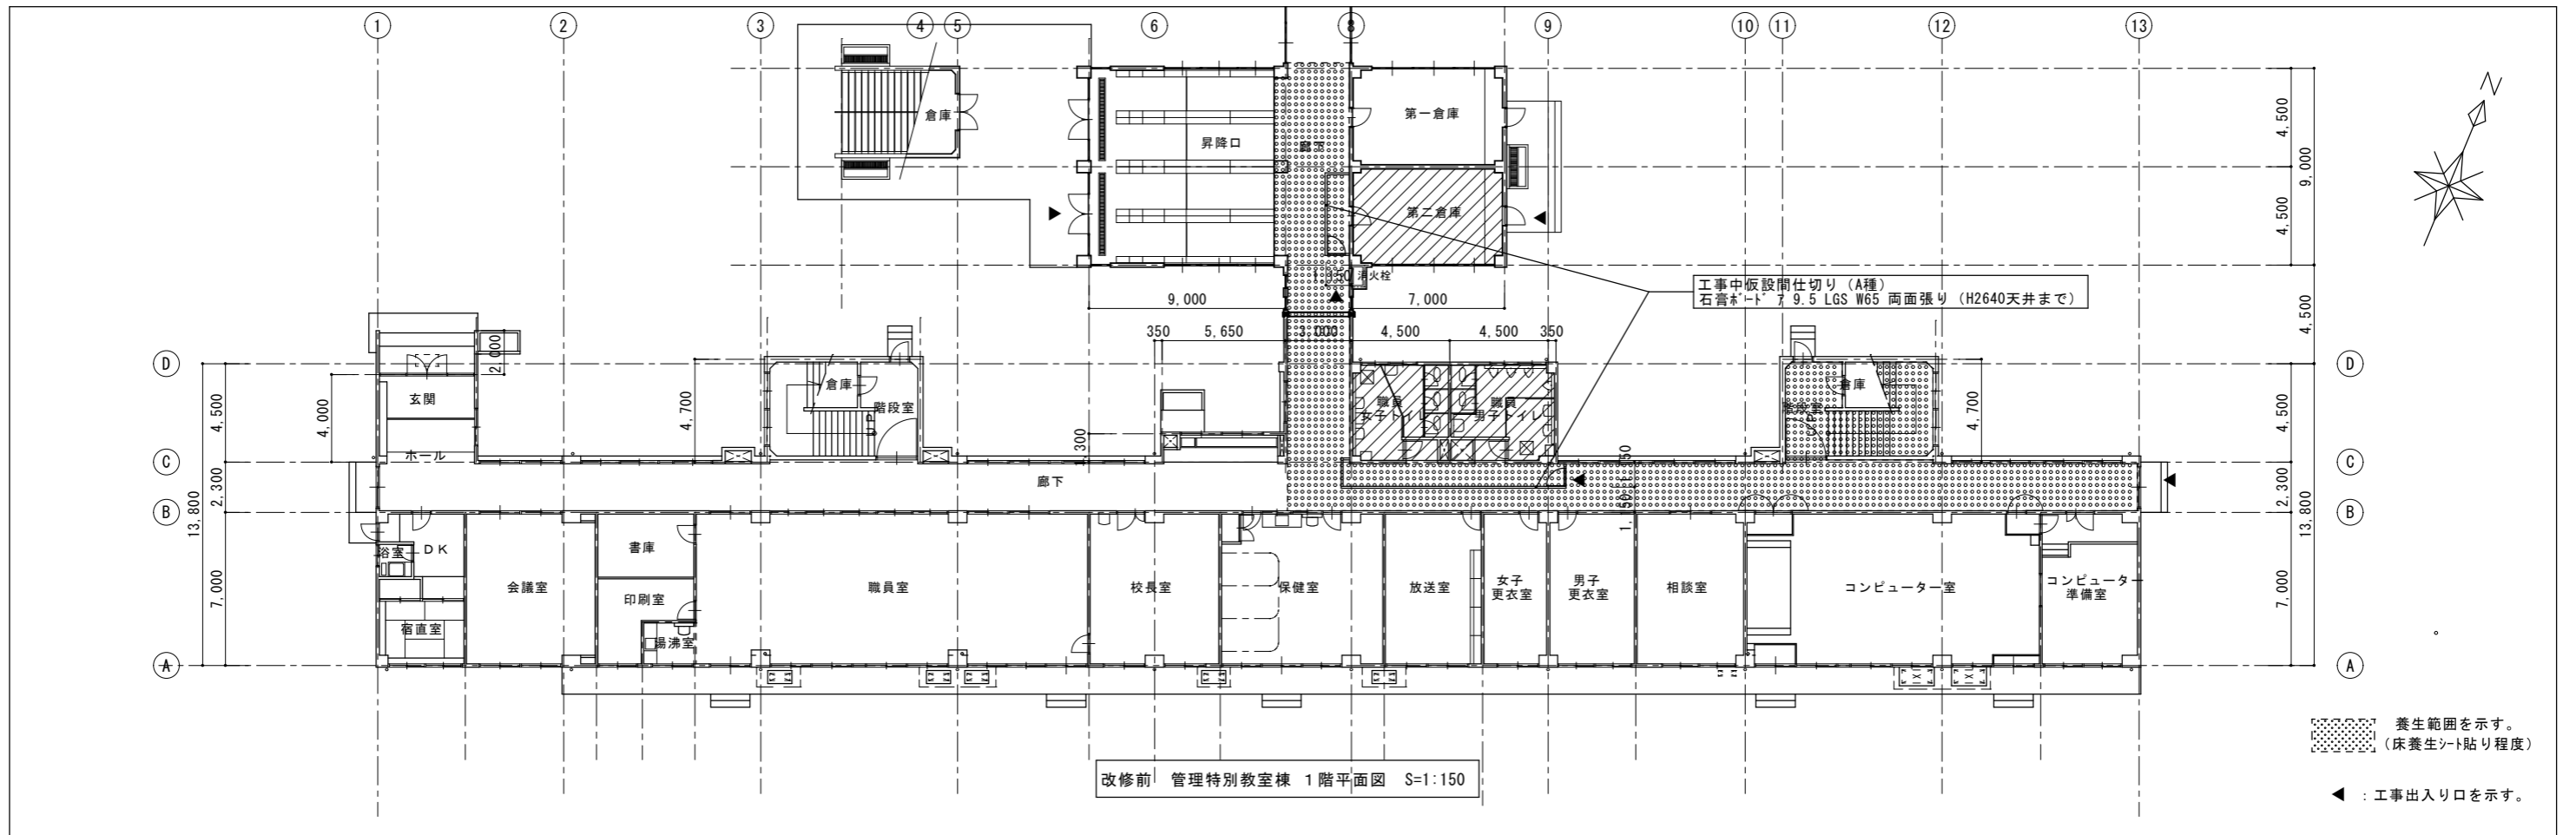 1
2
3
4
5
6
8
9
10
11
12
13
N
倉庫
昇降口
廊下
第一倉庫
第二倉庫
消火栓
4,500
9,000
4,500
4,500
工事中仮設間仕切り (A種)
石膏ボード ア 9.5 LGS W65 両面張り (H2640天井まで)
9,000
7,000
350
5,650
3,000
4,500
4,500
350
2,000
D
D
玄関
倉庫
階段室
職員
女子トイレ
職員
男子トイレ
倉庫
階段室
UP
4,500
4,000
4,700
300
4,700
4,500
ホール
C
C
廊下
2,300
13,800
1,150
1,150
2,300
13,800
B
B
浴室
DK
書庫
会議室
印刷室
職員室
校長室
保健室
放送室
女子
更衣室
男子
更衣室
相談室
コンピューター室
コンピューター
準備室
7,000
7,000
宿直室
湯沸室
A
A
養生範囲を示す。
(床養生シート貼り程度)
改修前 管理特別教室棟 1階平面図 S=1:150
◀ :工事出入り口を示す。